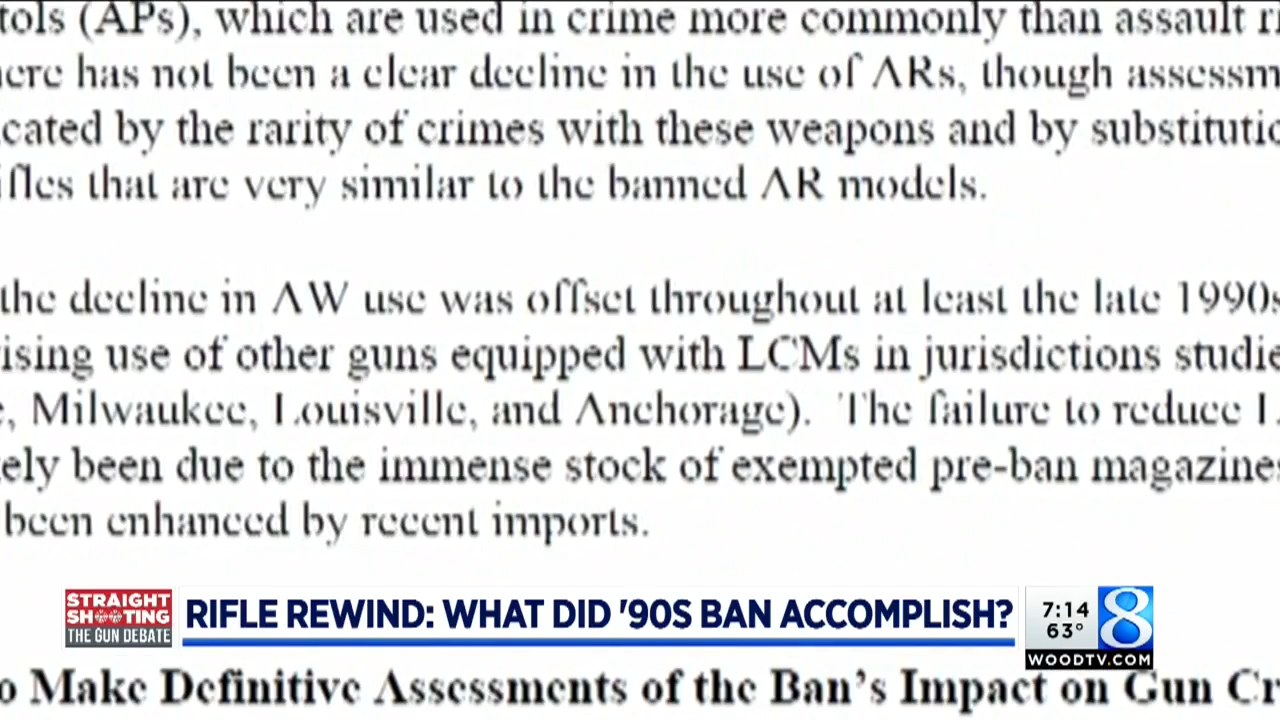 tols (APs), which are used in crime more commonly than assault ri
ere has not been a clear decline in the use of ARs, though assessm
cated by the rarity of crimes with these weapons and by substitutio
ifles that are very similar to the banned AR models.
the decline in AW use was offset throughout at least the late 1990s
ising use of other guns equipped with LCMs in jurisdictions studie
e, Milwaukee, Louisville, and Anchorage). The failure to reduce L
ely been due to the immense stock of exempted pre-ban magazines
been enhanced by recent imports.
STRAIGHT
SHOOTING
THE GUN DEBATE
RIFLE REWIND: WHAT DID '90S BAN ACCOMPLISH?
7:14
63°
8
WOODTV.COM
o Make Definitive Assessments of the Ban's Impact on Gun Cr